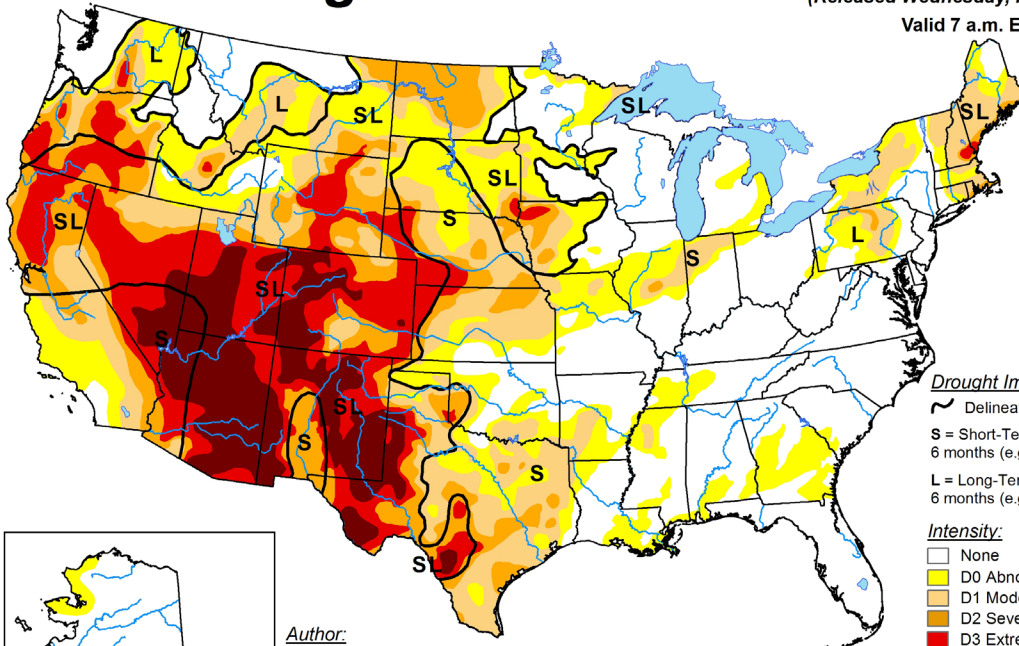 (Released Wednesday,
Valid 7 a.m. E
L
L
SL
SL
SL
SL
S
SL
S
L
SL
S
SL
S
S
SL
Drought Im
Delinea
S = Short-Te
6 months (e.g
L = Long-Ter
6 months (e.g
Intensity:
None
D0 Abno
D1 Mode
D2 Seve
D3 Extre
Author: